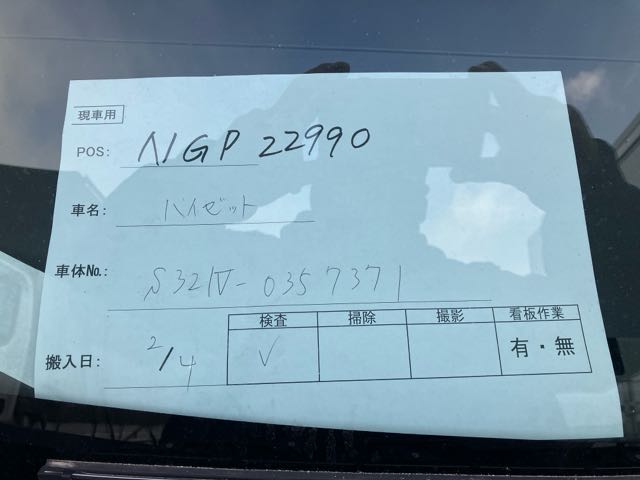 現車用
POS: NGP 22990
車名: ハイゼット
車体No.: S321V-0357371
検査 掃除 撮影 看板作業
搬入日: 2/4 V 有・無